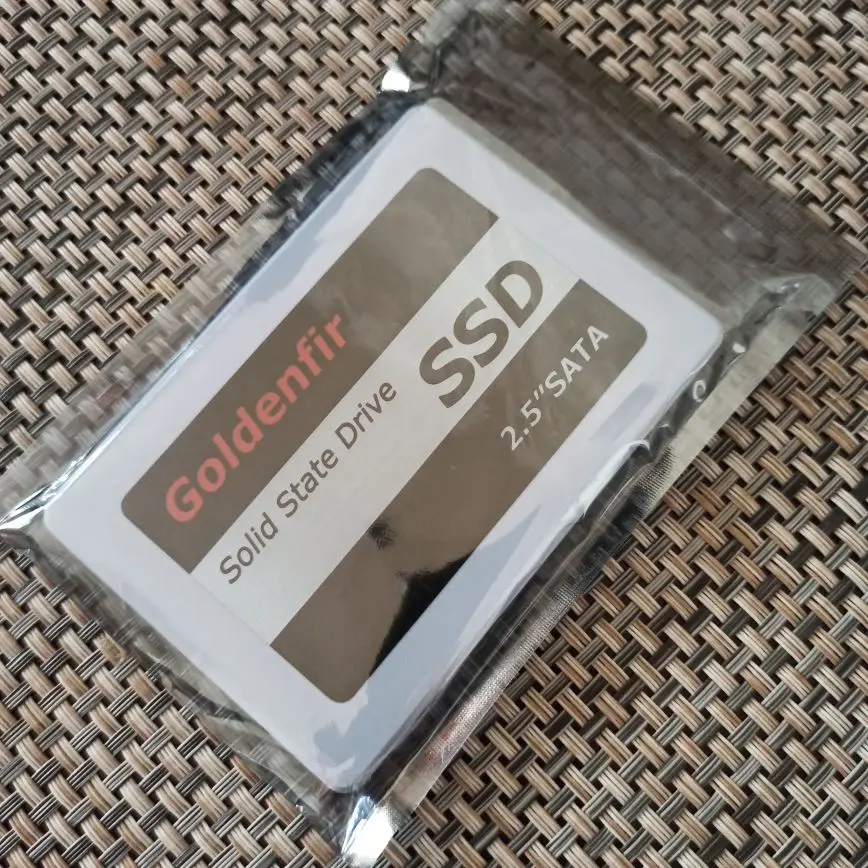 Goldenfir
Solid State Drive SSD
2.5"SATA